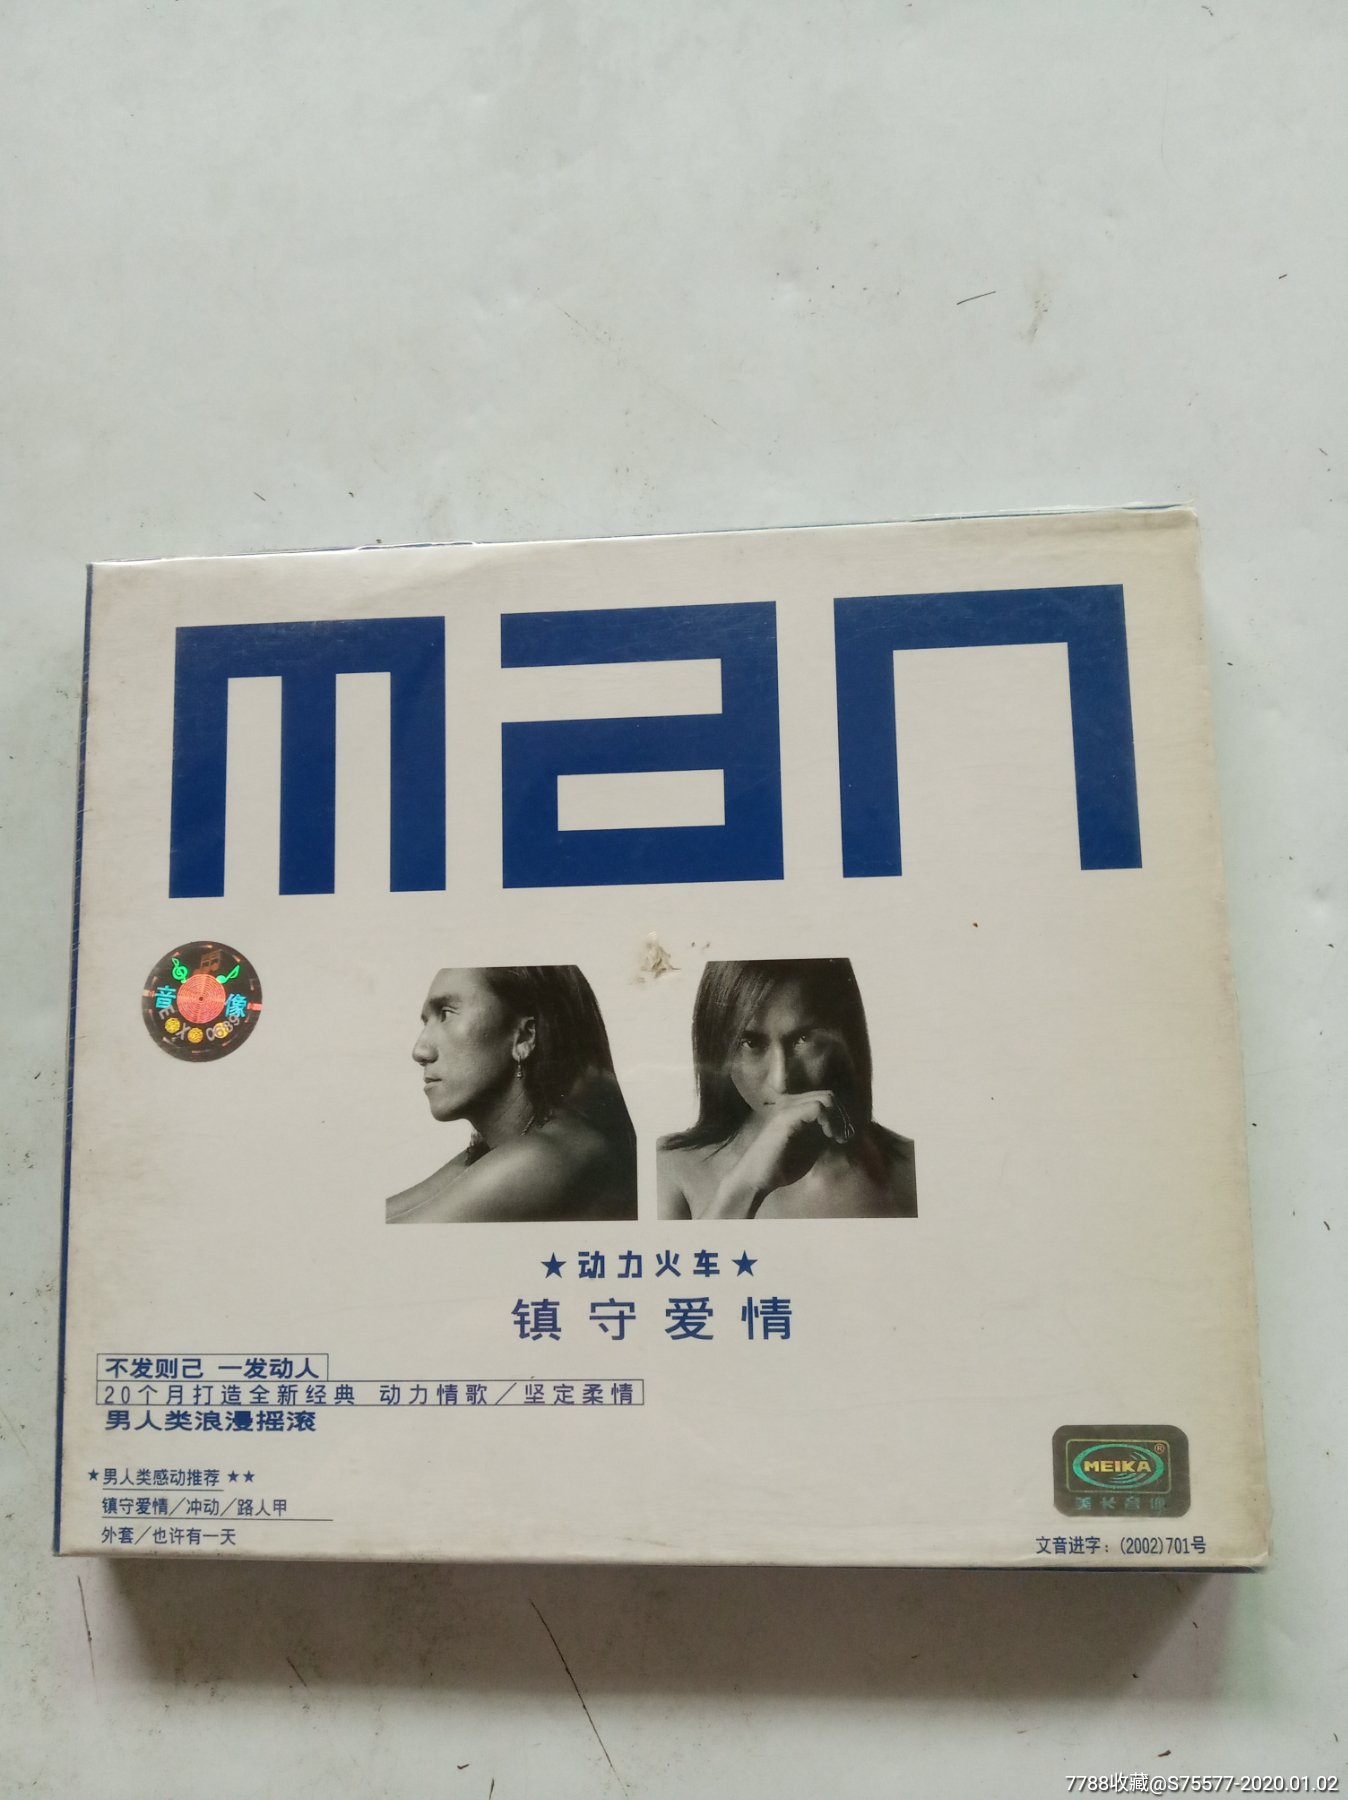 man
音像
★动力火车★
镇守爱情
不发则己 一发动人
20个月打造全新经典 动力情歌／坚定柔情
男人类浪漫摇滚
★男人类感动推荐★★
镇守爱情／冲动／路人甲
外套／也许有一天
MEIKA®
美长音像
文音进字：(2002)701号
7788收藏@S75577-2020.01.02